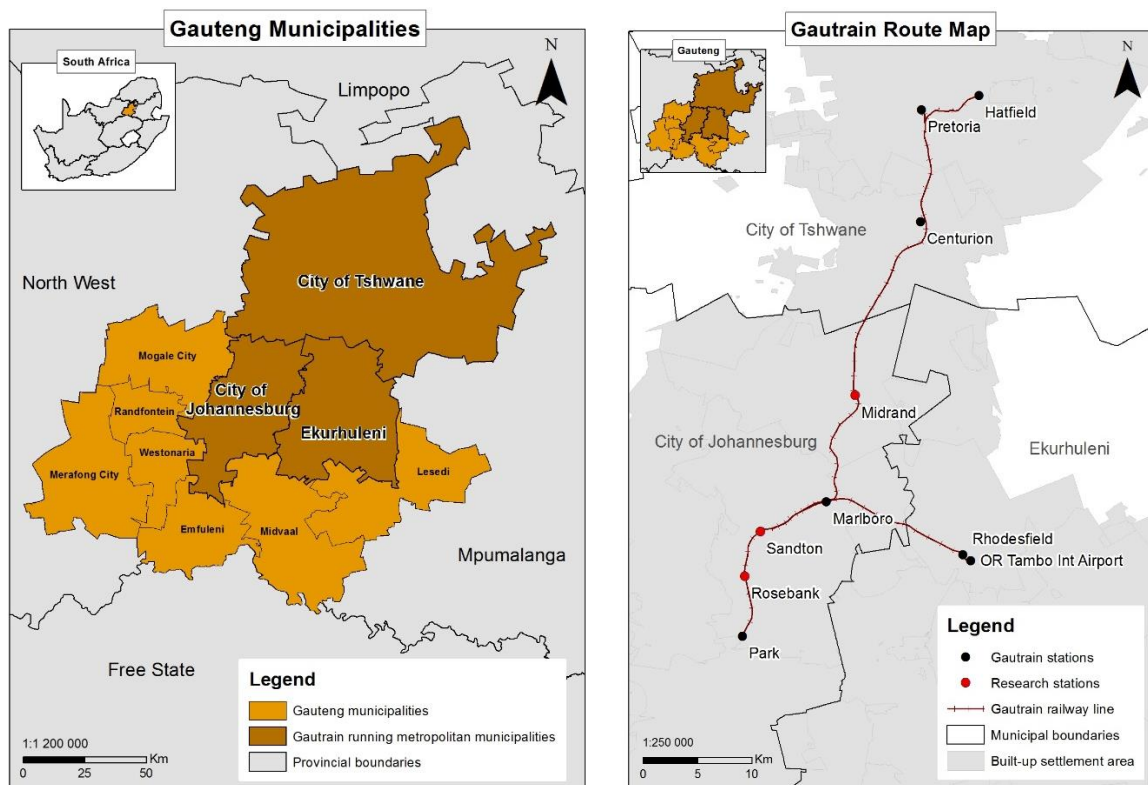 Gauteng Municipalities
South Africa
N
Limpopo
North West
City of Tshwane
Mogale City
City of
Johannesburg
Randfontein
Ekurhuleni
Westonaria
Merafong City
Lesedi
Emfuleni
Midvaal
Mpumalanga
Free State
Legend
Gauteng municipalities
Gautrain running metropolitan municipalities
Provincial boundaries
1:1 200 000
Km
0 25 50
Gautrain Route Map
Gauteng
N
Hatfield
Pretoria
City of Tshwane
Centurion
Midrand
City of Johannesburg
Ekurhuleni
Marlboro
Sandton
Rhodesfield
OR Tambo Int Airport
Rosebank
Park
Legend
Gautrain stations
Research stations
Gautrain railway line
Municipal boundaries
Built-up settlement area
1:250 000
Km
0 5 10